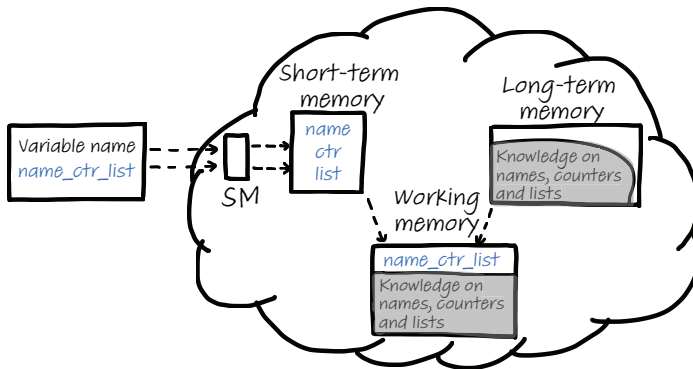 Short-term
memory
Long-term
memory
Variable name
name_ctr_list
SM
name
ctr
list
Knowledge on
names, counters
and lists
Working
memory
name_ctr_list
Knowledge on
names, counters
and lists